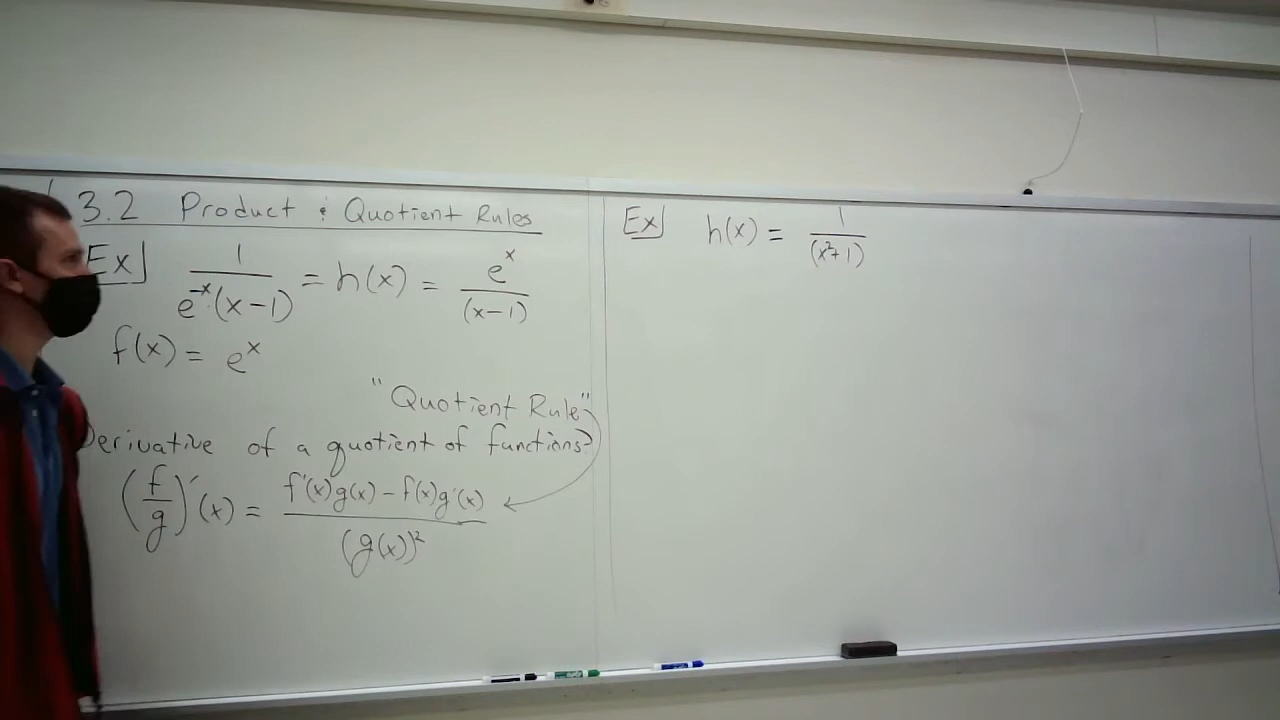 3.2 Product & Quotient Rules
Ex] 1/(e^-x(x-1)) = h(x) = e^x/(x-1)
f(x) = e^x
"Quotient Rule"
Derivative of a quotient of functions?
(f/g)'(x) = (f'(x)g(x) - f(x)g'(x))/(g(x))^2
Ex] h(x) = 1/(x^2+1)